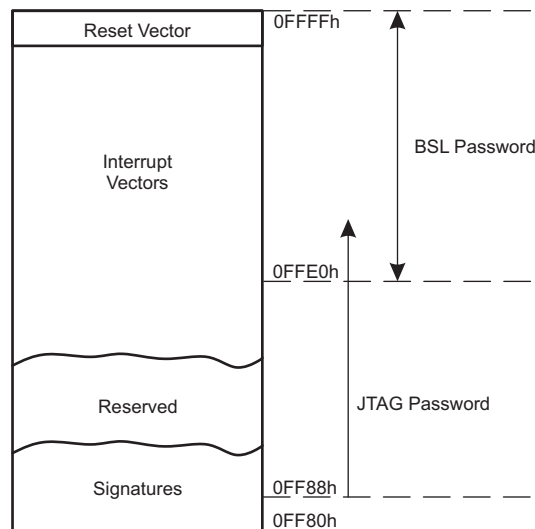 Reset Vector
0FFFFh
Interrupt
Vectors
BSL Password
0FFE0h
Reserved
JTAG Password
Signatures
0FF88h
0FF80h